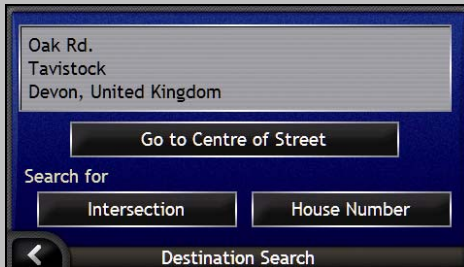 Oak Rd.
Tavistock
Devon, United Kingdom
Go to Centre of Street
Search for
Intersection House Number
Destination Search